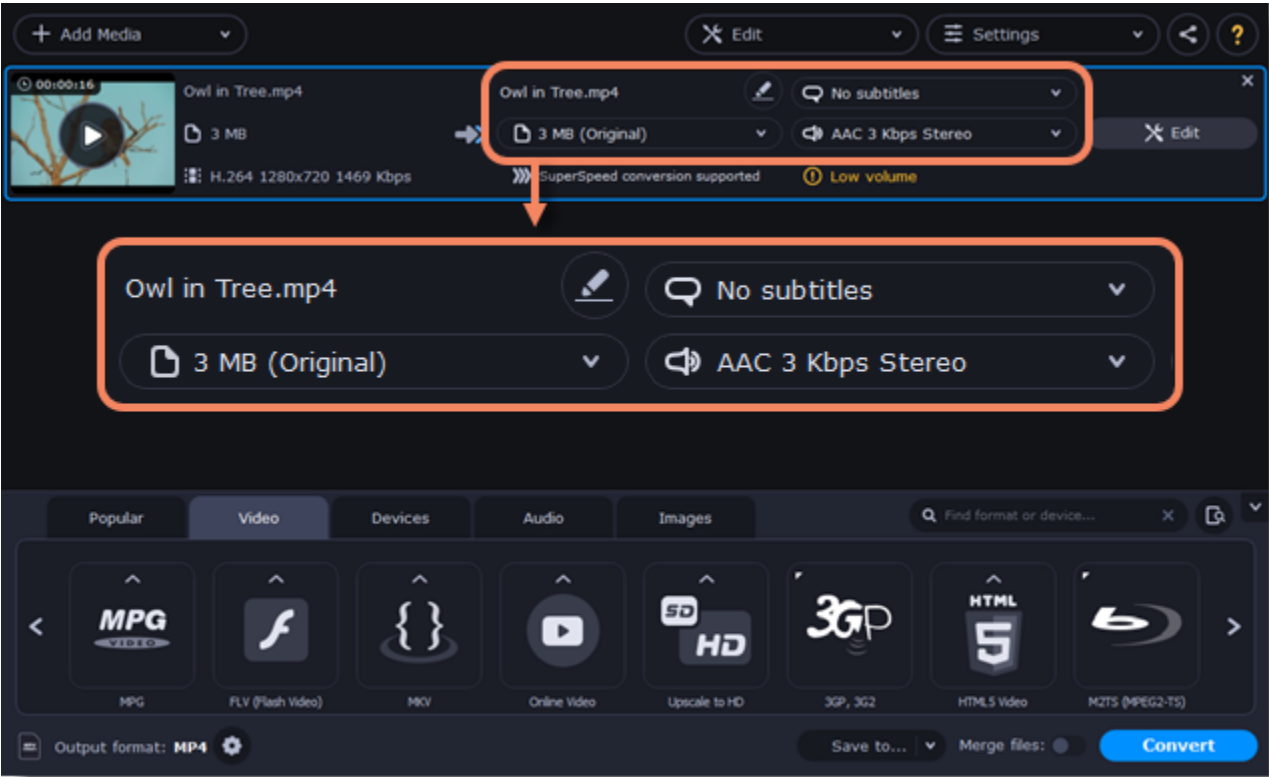 Add Media
Edit
Settings
?
00:00:16
Owl in Tree.mp4
3 MB
H.264 1280x720 1469 Kbps
Owl in Tree.mp4
No subtitles
3 MB (Original)
AAC 3 Kbps Stereo
SuperSpeed conversion supported
Low volume
Edit
Owl in Tree.mp4
No subtitles
3 MB (Original)
AAC 3 Kbps Stereo
Popular
Video
Devices
Audio
Images
Find format or device...
MPG
VIDEO
{ }
SD
HD
3GP
HTML
5
MPG
FLV (Flash Video)
MKV
Online Video
Upscale to HD
3GP, 3G2
HTML5 Video
M2TS (MPEG2-TS)
Output format: MP4
Save to...
Merge files:
Convert